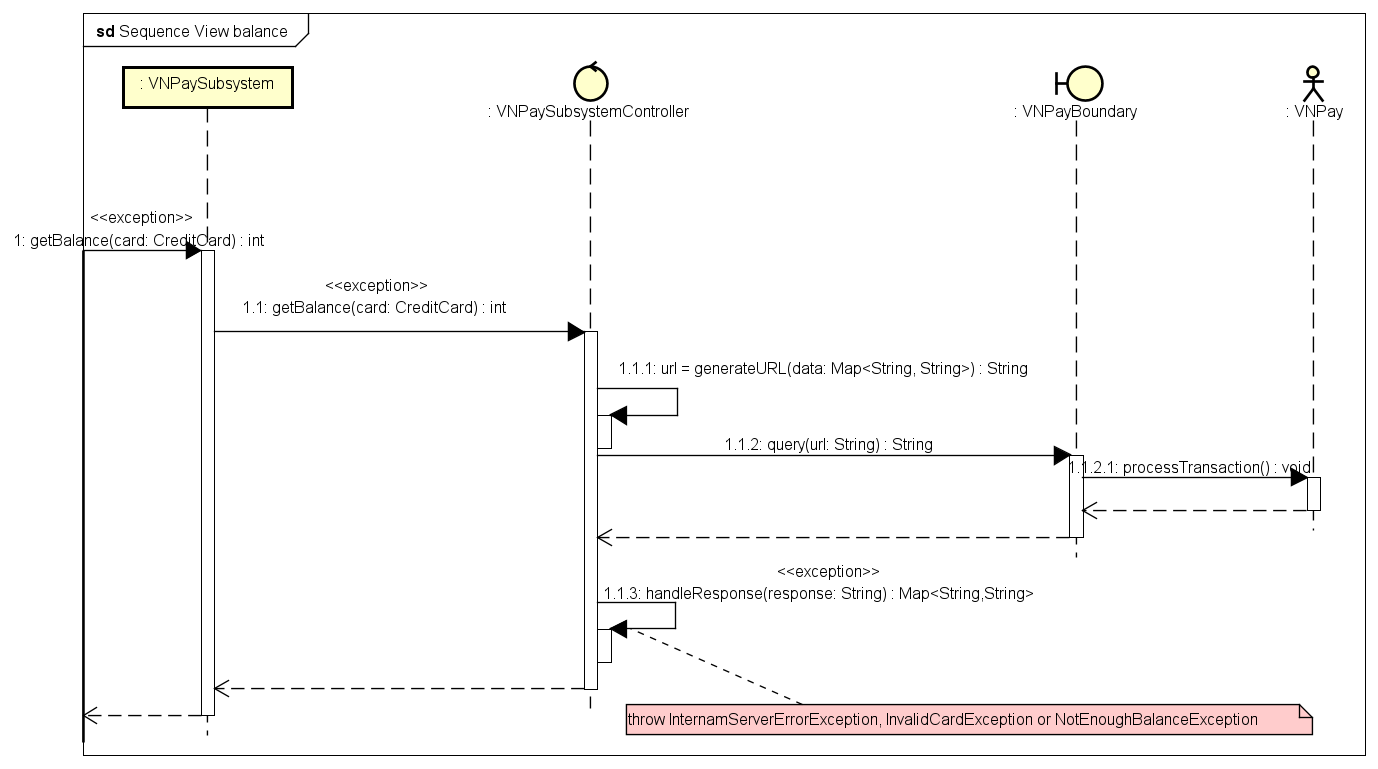 sd Sequence View balance
: VNPaySubsystem
: VNPaySubsystemController
: VNPayBoundary
: VNPay
<<exception>>
1: getBalance(card: CreditCard) : int
<<exception>>
1.1: getBalance(card: CreditCard) : int
1.1.1: url = generateURL(data: Map<String, String>) : String
1.1.2: query(url: String) : String
1.1.2.1: processTransaction() : void
<<exception>>
1.1.3: handleResponse(response: String) : Map<String,String>
throw InternamServerErrorException, InvalidCardException or NotEnoughBalanceException